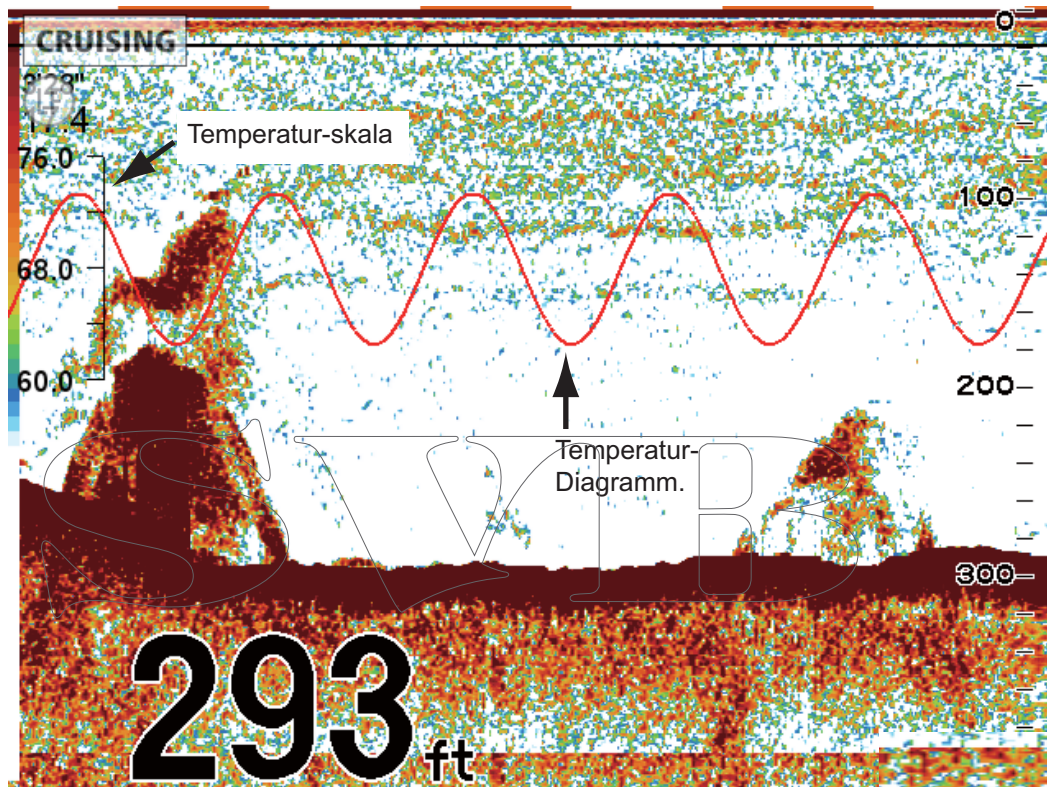 0
CRUISING
Temperatur-skala
76.0
100
68.0
60.0
200
Temperatur-
Diagramm.
SVB
300
293 ft